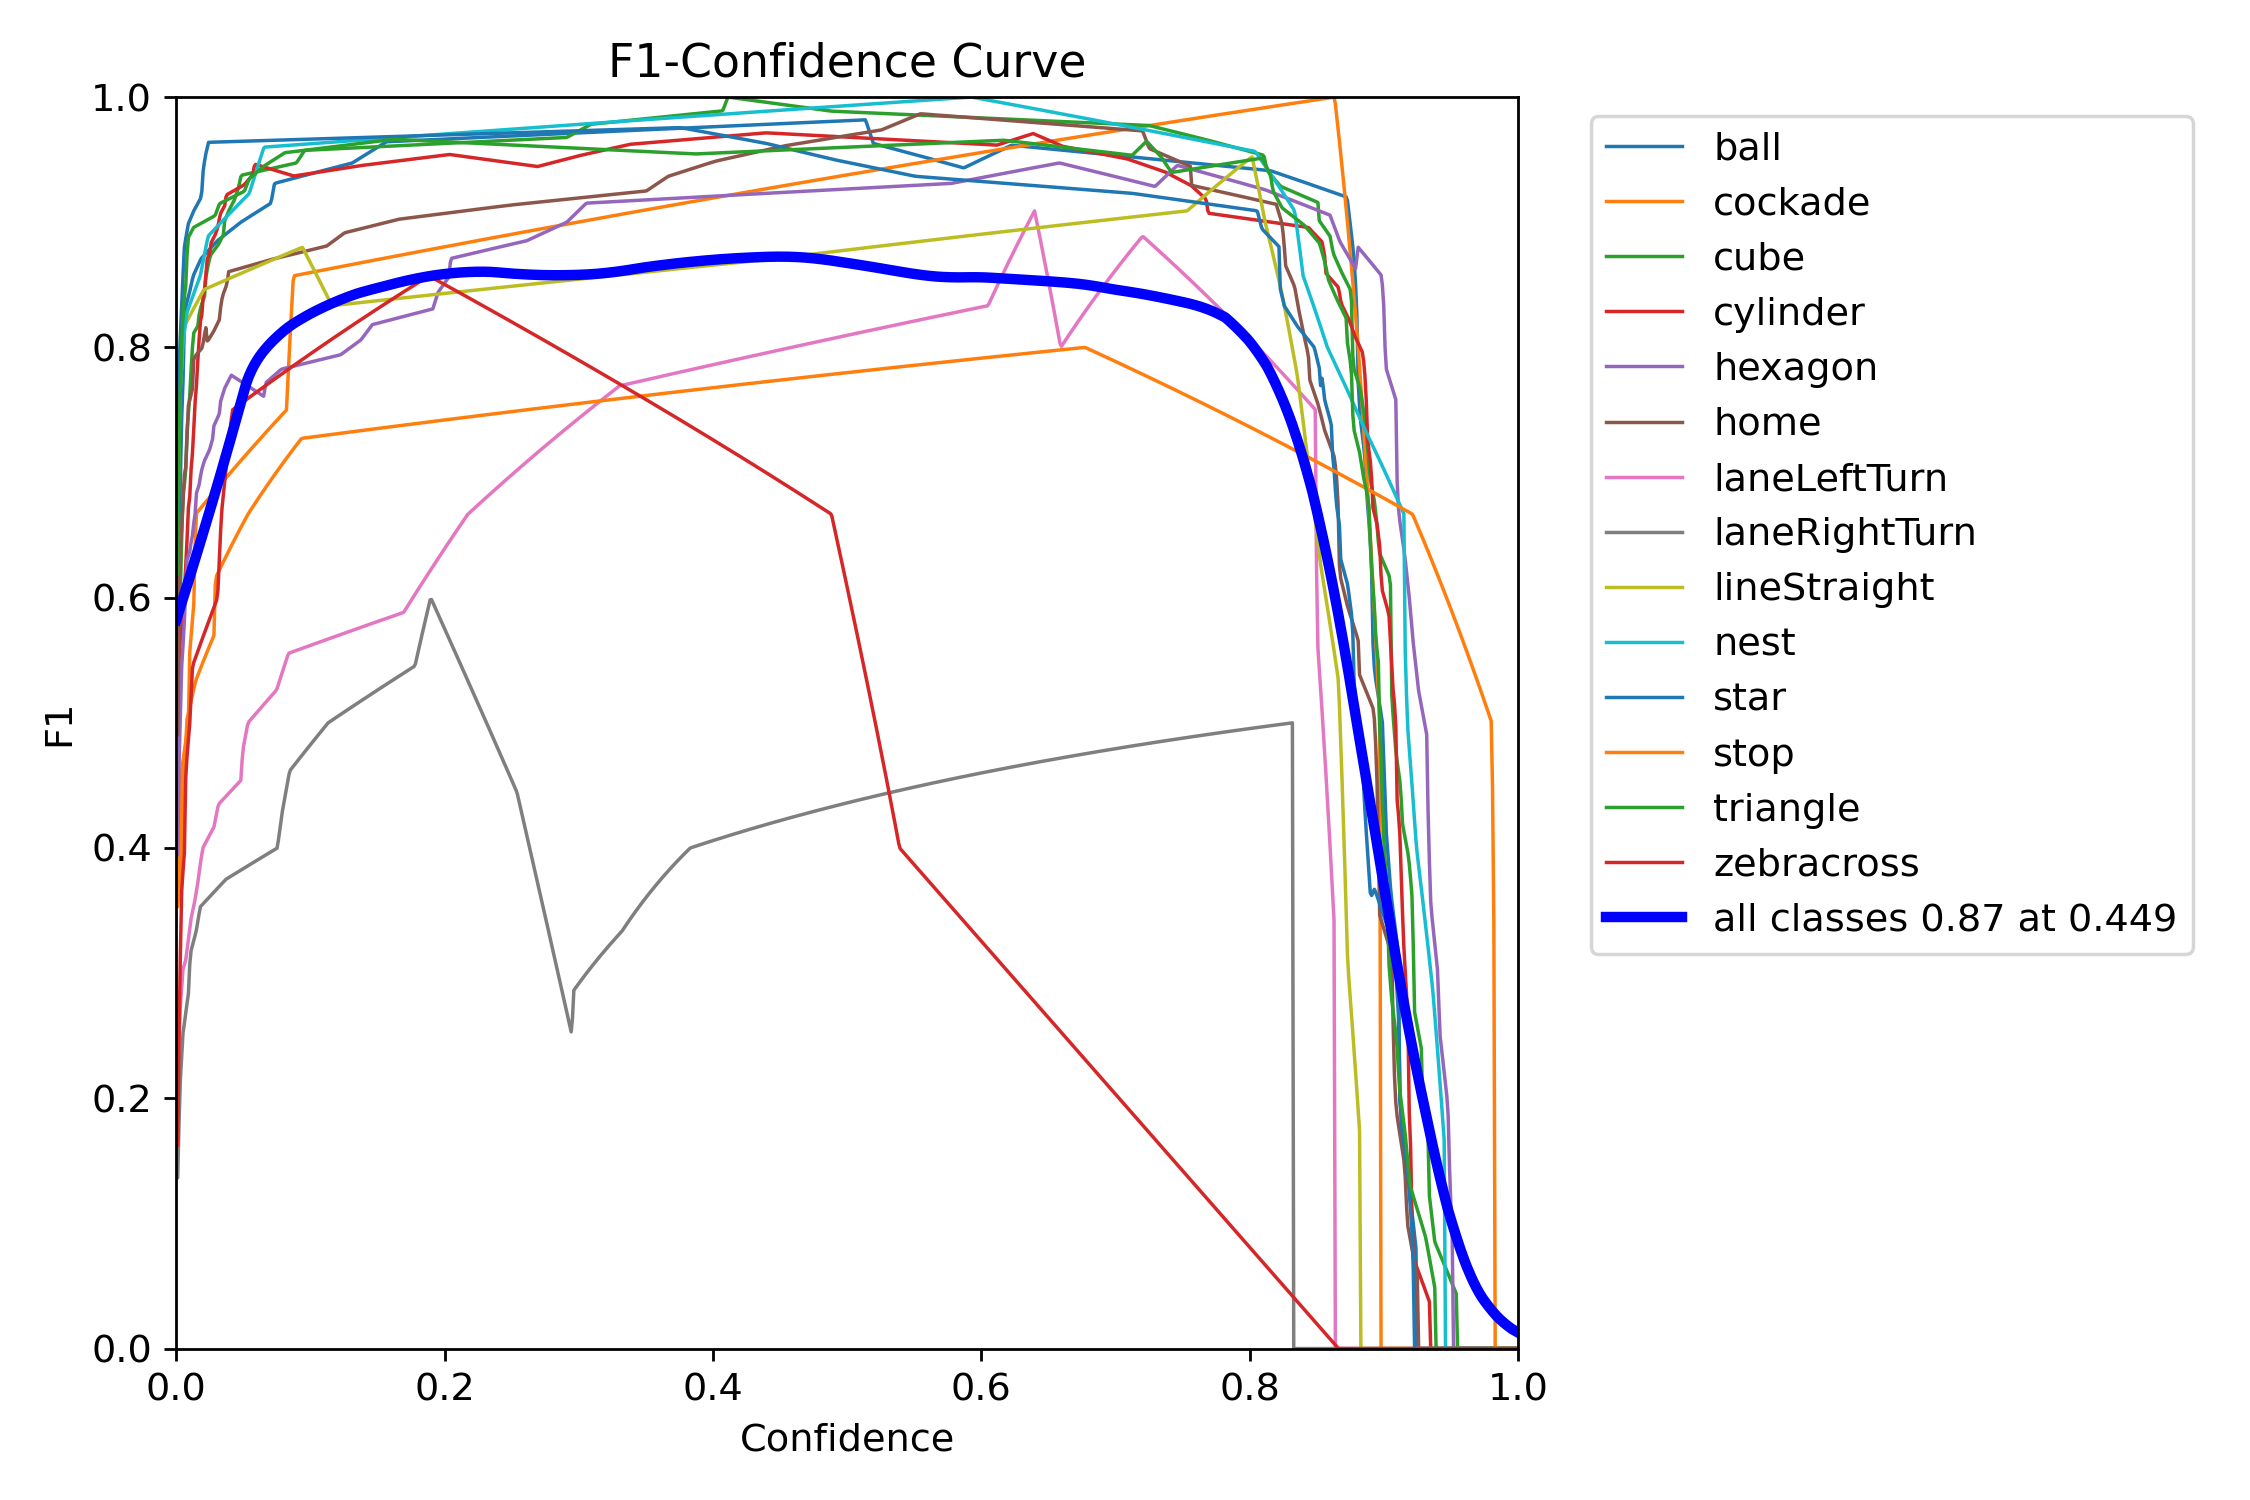 F1-Confidence Curve
1.0
0.8
0.6
0.4
0.2
0.0
F1
0.0 0.2 0.4 0.6 0.8 1.0
Confidence
ball
cockade
cube
cylinder
hexagon
home
laneLeftTurn
laneRightTurn
lineStraight
nest
star
stop
triangle
zebracross
all classes 0.87 at 0.449